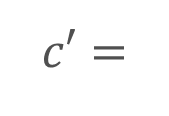 c′ =